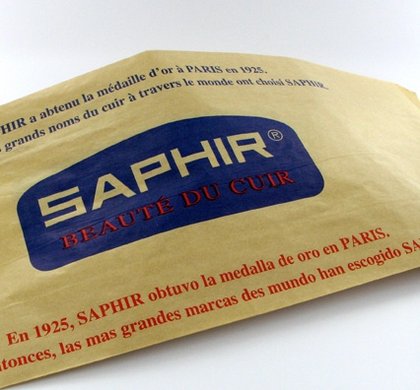 PHIR a abtenu la médaille d'or à PARIS en 1925.
grands noms du cuir à travers le monde ont choisi SAPHIR.
SAPHIR®
BEAUTÉ DU CUIR
En 1925, SAPHIR obtuvo la medalla de oro en PARIS.
ntonces, las mas grandes marcas des mundo han escogido SA